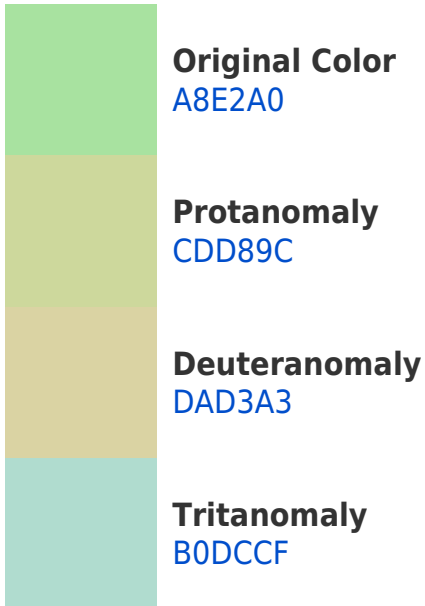 Original Color
A8E2A0
Protanomaly
CDD89C
Deuteranomaly
DAD3A3
Tritanomaly
B0DCCF